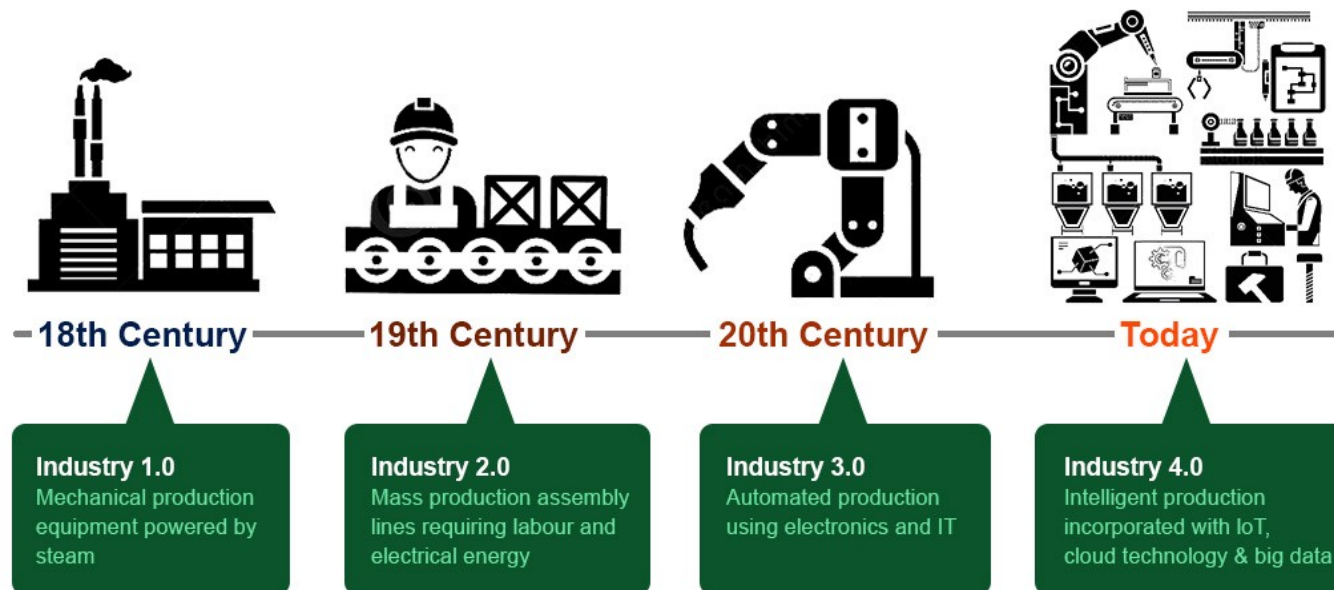 18th Century
19th Century
20th Century
Today
Industry 1.0
Mechanical production
equipment powered by
steam
Industry 2.0
Mass production assembly
lines requiring labour and
electrical energy
Industry 3.0
Automated production
using electronics and IT
Industry 4.0
Intelligent production
incorporated with IoT,
cloud technology & big data